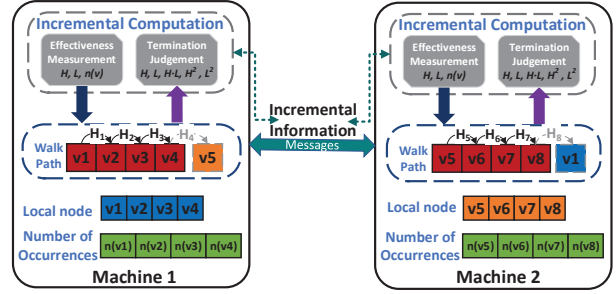 Incremental Computation
Effectiveness
Measurement
H, L, n(v)
Termination
Judgement
H, L, H·L, H², L²
H₁ H₂ H₃ H₄
Walk
Path
v1 v2 v3 v4 v5
Local node
v1 v2 v3 v4
Number of
Occurrences
n(v1) n(v2) n(v3) n(v4)
Machine 1
Incremental
Information
Messages
Incremental Computation
Effectiveness
Measurement
H, L, n(v)
Termination
Judgement
H, L, H·L, H², L²
H₅ H₆ H₇ H₈
Walk
Path
v5 v6 v7 v8 v1
Local node
v5 v6 v7 v8
Number of
Occurrences
n(v5) n(v6) n(v7) n(v8)
Machine 2